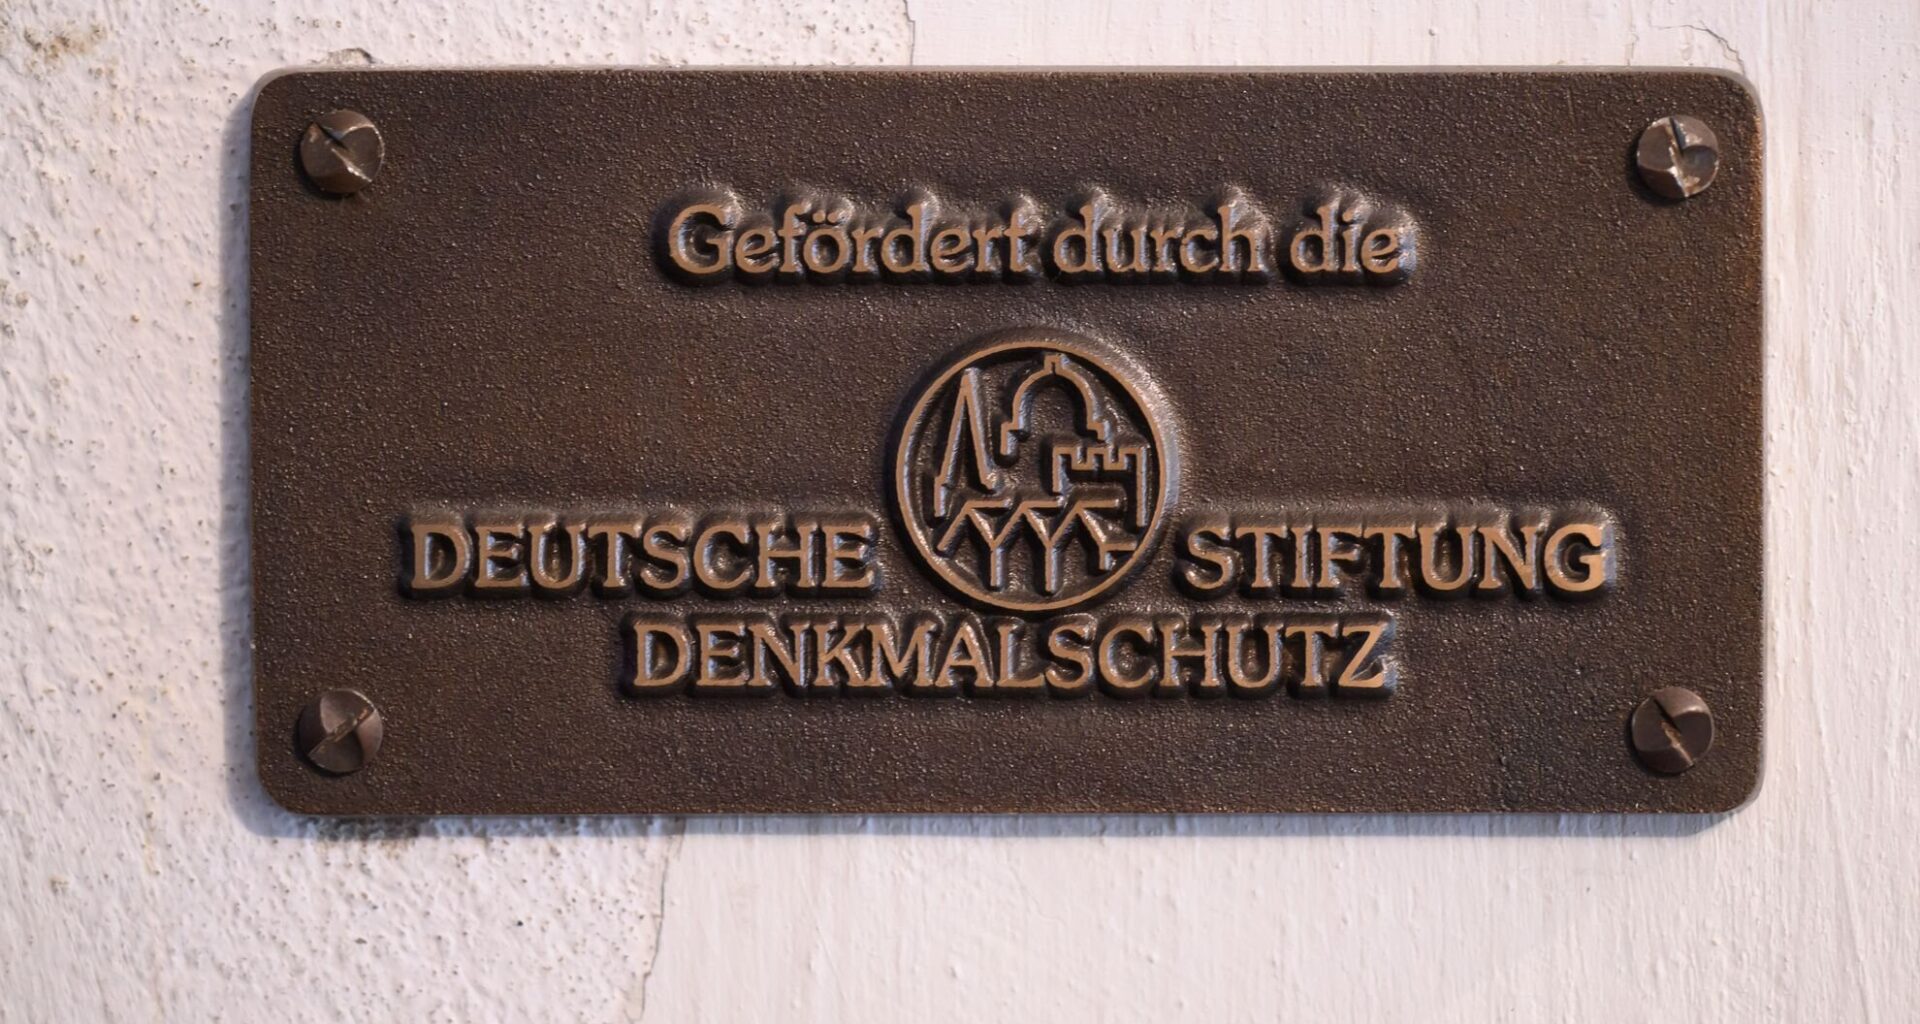 Gefördert durch die
DEUTSCHE STIFTUNG
DENKMALSCHUTZ